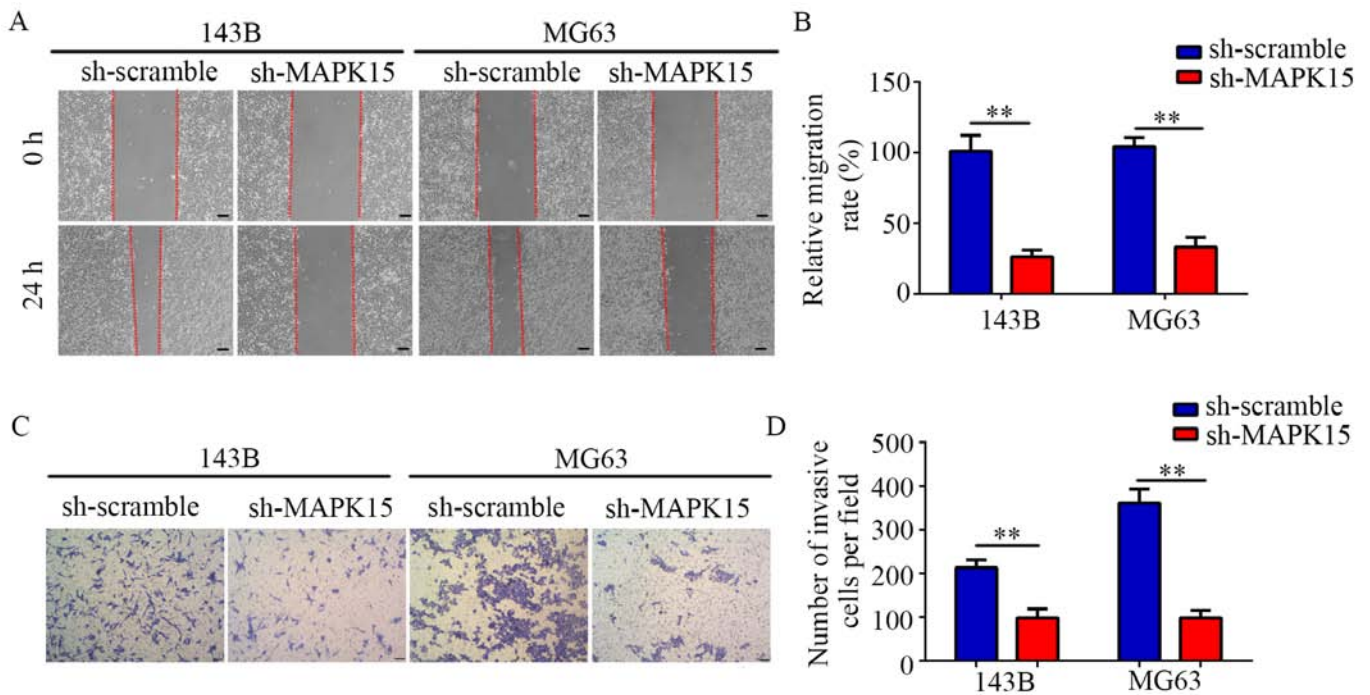 A
143B
MG63
sh-scramble
sh-MAPK15
sh-scramble
sh-MAPK15
0 h
24 h
B
sh-scramble
sh-MAPK15
Relative migration
rate (%)
150
100
50
0
**
**
143B
MG63
C
143B
MG63
sh-scramble
sh-MAPK15
sh-scramble
sh-MAPK15
D
sh-scramble
sh-MAPK15
Number of invasive
cells per field
500
400
300
200
100
0
**
**
143B
MG63